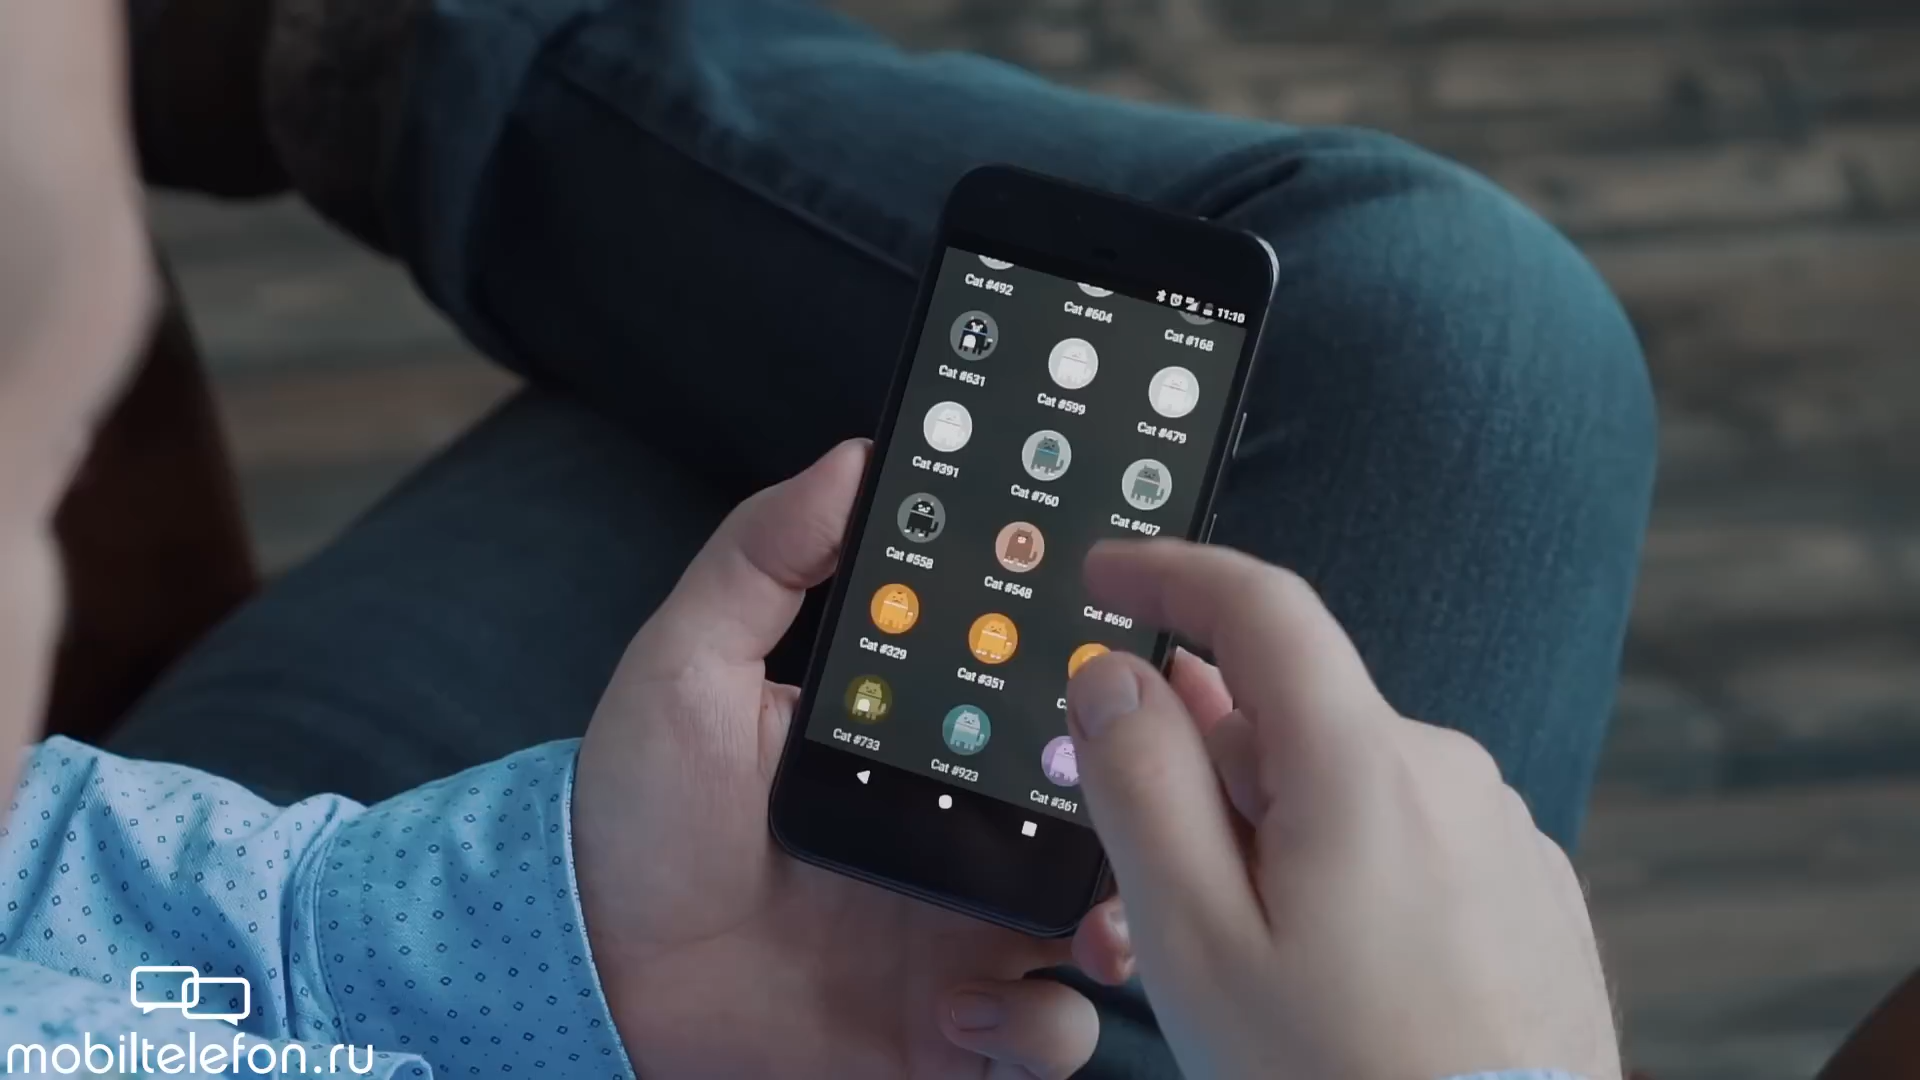 11:10
Cat #492
Cat #604
Cat #168
Cat #631
Cat #599
Cat #479
Cat #391
Cat #760
Cat #407
Cat #558
Cat #548
Cat #690
Cat #329
Cat #351
Cat #733
Cat #923
Cat #361
mobiltelefon.ru